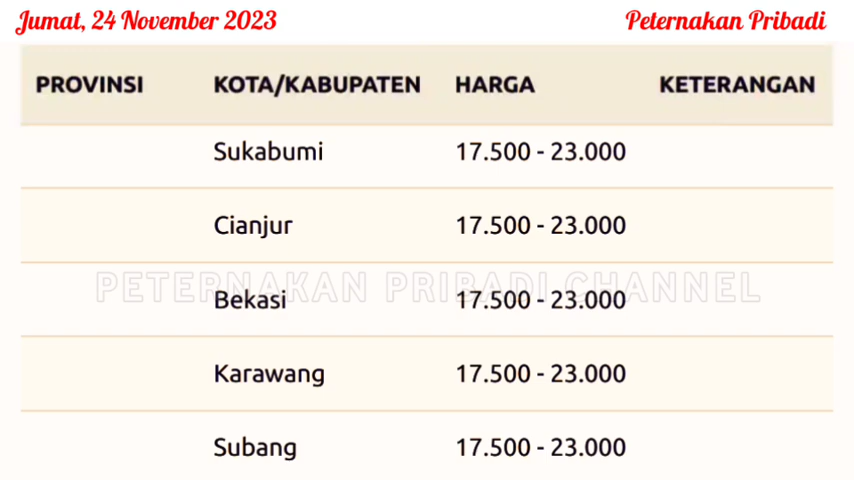 Jumat, 24 November 2023 Peternakan Pribadi
PROVINSI KOTA/KABUPATEN HARGA KETERANGAN
Sukabumi 17.500 - 23.000
Cianjur 17.500 - 23.000
PETERNAKAN PRIBADI CHANNEL
Bekasi 17.500 - 23.000
Karawang 17.500 - 23.000
Subang 17.500 - 23.000